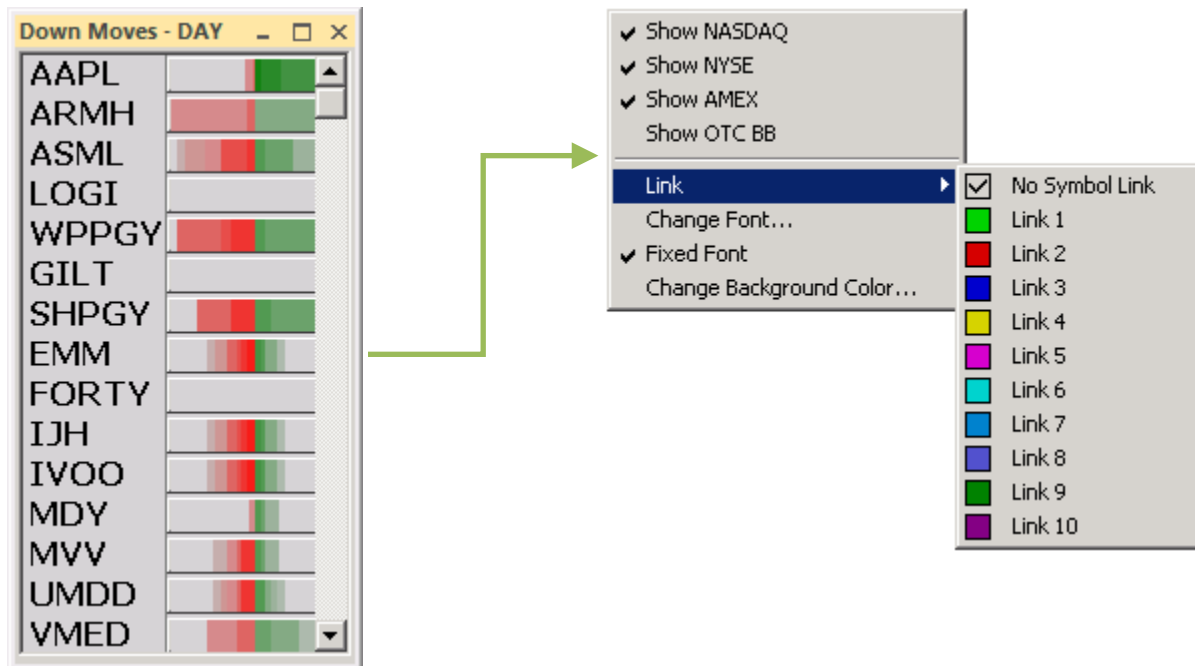 Down Moves - DAY
AAPL
ARMH
ASML
LOGI
WPPGY
GILT
SHPGY
EMM
FORTY
IJH
IVOO
MDY
MVV
UMDD
VMED
Show NASDAQ
Show NYSE
Show AMEX
Show OTC BB
Link
Change Font...
Fixed Font
Change Background Color...
No Symbol Link
Link 1
Link 2
Link 3
Link 4
Link 5
Link 6
Link 7
Link 8
Link 9
Link 10